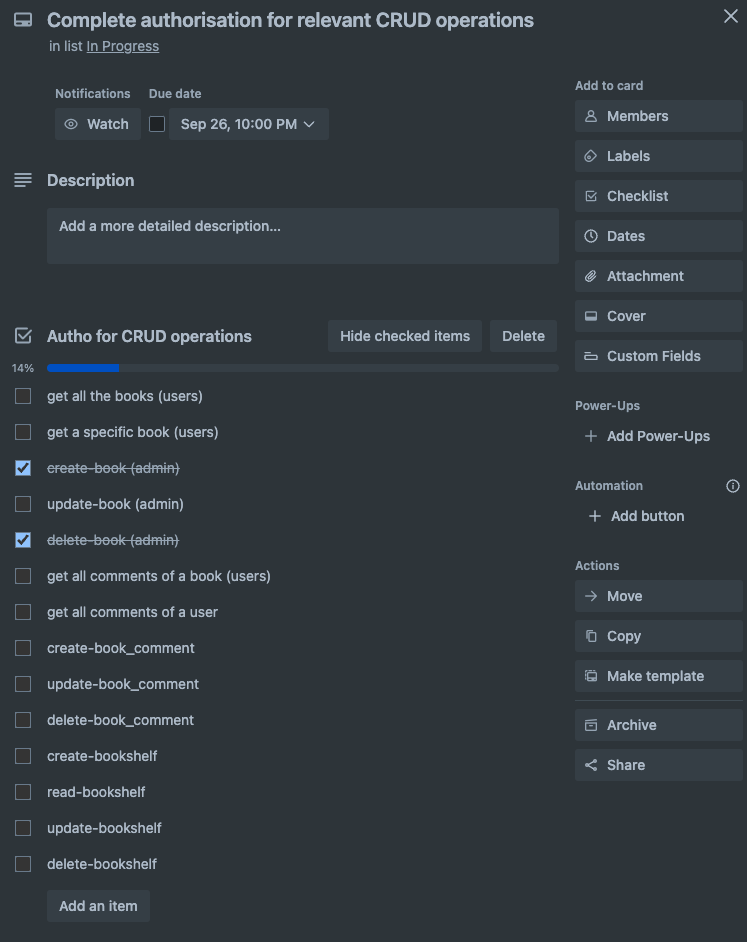 Complete authorisation for relevant CRUD operations
in list In Progress
Notifications
Due date
Watch
Sep 26, 10:00 PM
Description
Add a more detailed description...
Autho for CRUD operations
Hide checked items
Delete
14%
get all the books (users)
get a specific book (users)
create-book (admin)
update-book (admin)
delete-book (admin)
get all comments of a book (users)
get all comments of a user
create-book_comment
update-book_comment
delete-book_comment
create-bookshelf
read-bookshelf
update-bookshelf
delete-bookshelf
Add an item
Add to card
Members
Labels
Checklist
Dates
Attachment
Cover
Custom Fields
Power-Ups
Add Power-Ups
Automation
Add button
Actions
Move
Copy
Make template
Archive
Share